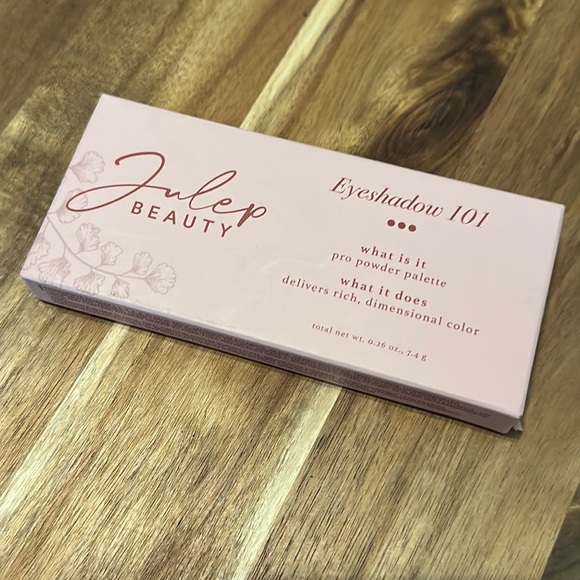 Julep
BEAUTY
Eyeshadow 101
what is it
pro powder palette
what it does
delivers rich, dimensional color
total net wt. 0.26 oz., 7.4 g